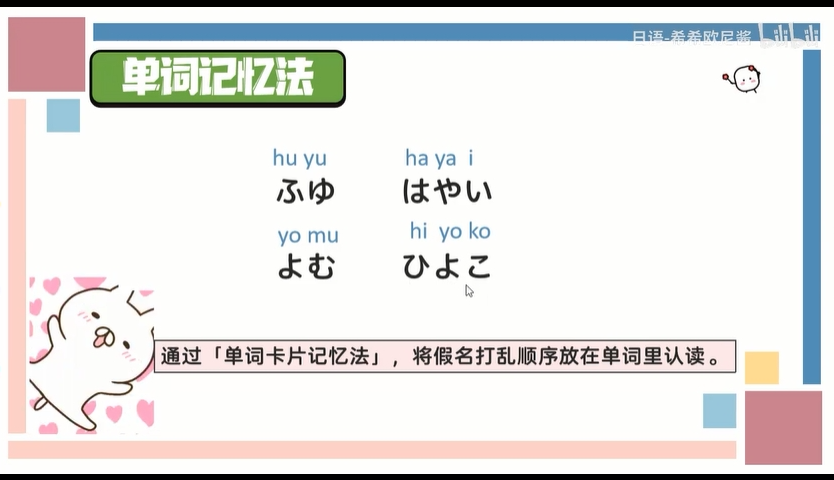 日语-希希欧尼酱 bilibili
单词记忆法
hu yu
ha ya i
ふゆ
はやい
yo mu
hi yo ko
よむ
ひよこ
通过「单词卡片记忆法」，将假名打乱顺序放在单词里认读。